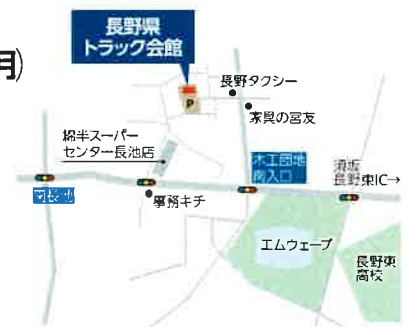 長野県
トラック会館
月)
長野タクシー
P
家具の宮友
綿半スーパー
センター長池店
木工団地
南入口
須坂
長野東IC→
南長池
事務キチ
エムウェーブ
長野東
高校